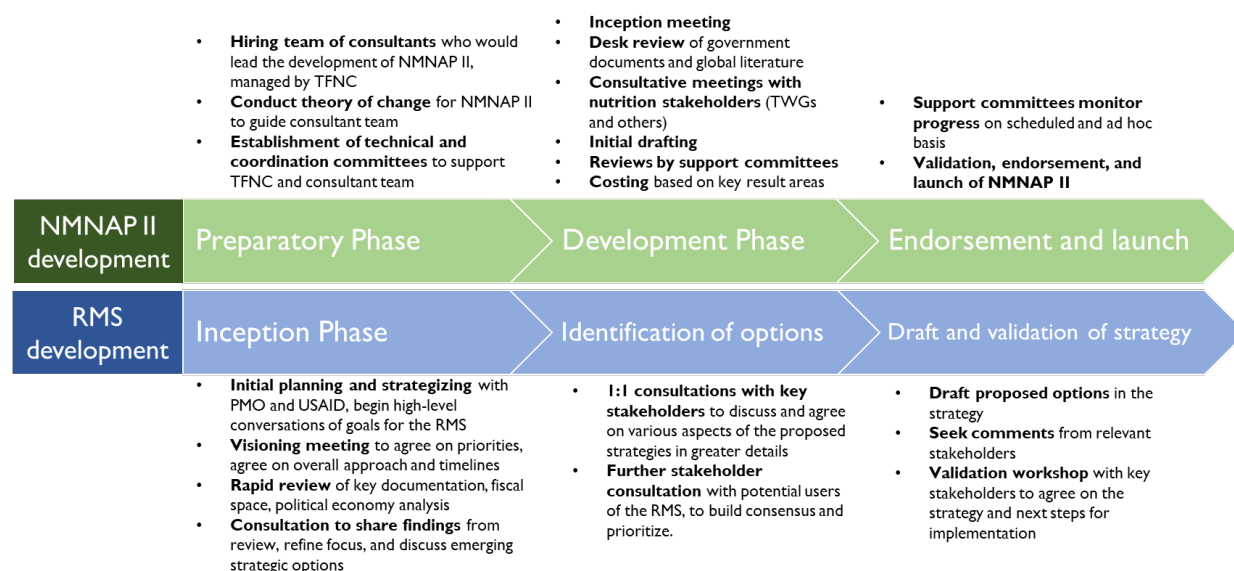 • Hiring team of consultants who would
lead the development of NMNAP II,
managed by TFNC
• Conduct theory of change for NMNAP II
to guide consultant team
• Establishment of technical and
coordination committees to support
TFNC and consultant team
• Inception meeting
• Desk review of government
documents and global literature
• Consultative meetings with
nutrition stakeholders (TWGs
and others)
• Initial drafting
• Reviews by support committees
• Costing based on key result areas
• Support committees monitor
progress on scheduled and ad hoc
basis
• Validation, endorsement, and
launch of NMNAP II
NMNAP II
development
Preparatory Phase
Development Phase
Endorsement and launch
RMS
development
Inception Phase
Identification of options
Draft and validation of strategy
• Initial planning and strategizing with
PMO and USAID, begin high-level
conversations of goals for the RMS
• Visioning meeting to agree on priorities,
agree on overall approach and timelines
• Rapid review of key documentation, fiscal
space, political economy analysis
• Consultation to share findings from
review, refine focus, and discuss emerging
strategic options
• 1:1 consultations with key
stakeholders to discuss and agree
on various aspects of the proposed
strategies in greater details
• Further stakeholder
consultation with potential users
of the RMS, to build consensus and
prioritize.
• Draft proposed options in the
strategy
• Seek comments from relevant
stakeholders
• Validation workshop with key
stakeholders to agree on the
strategy and next steps for
implementation